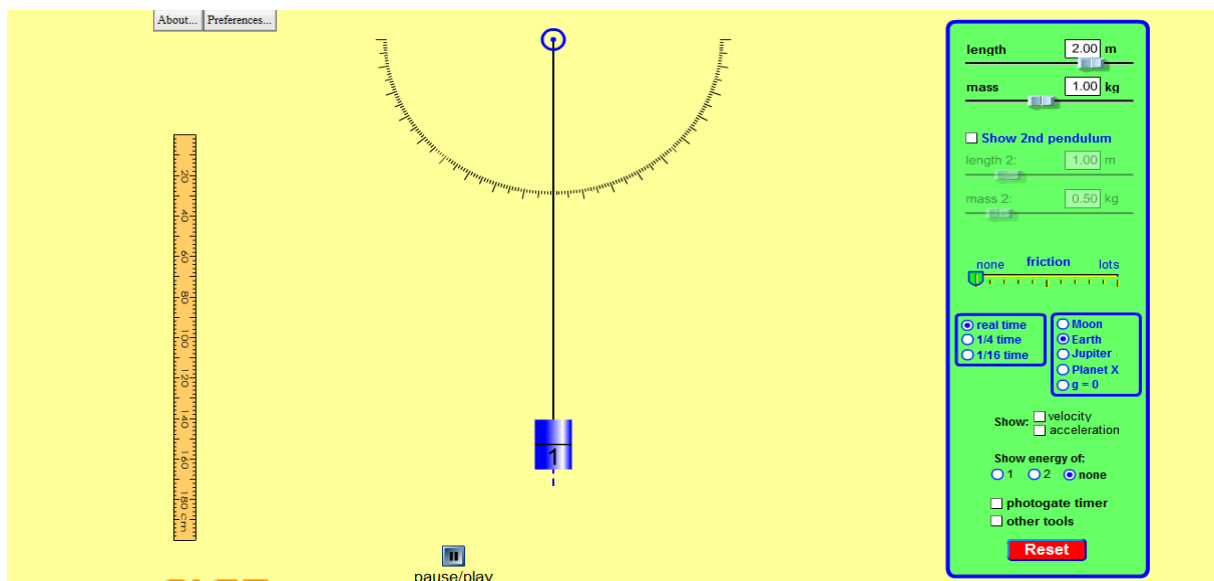 About... Preferences...
length 2.00 m
mass 1.00 kg
Show 2nd pendulum
length 2: 1.00 m
mass 2: 0.50 kg
friction
none lots
real time
1/4 time
1/16 time
Moon
Earth
Jupiter
Planet X
g = 0
Show: velocity
acceleration
Show energy of:
1 2 none
photogate timer
other tools
Reset
20
40
60
80
100
120
140
160
180 cm
1
pause/play